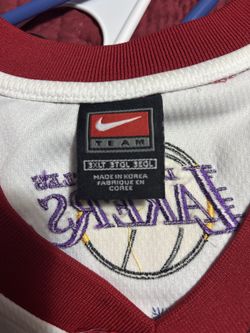 TEAM
3XLT 3TGL 3EGL
MADE IN KOREA
FABRIQUE EN
COREE
LAKERS